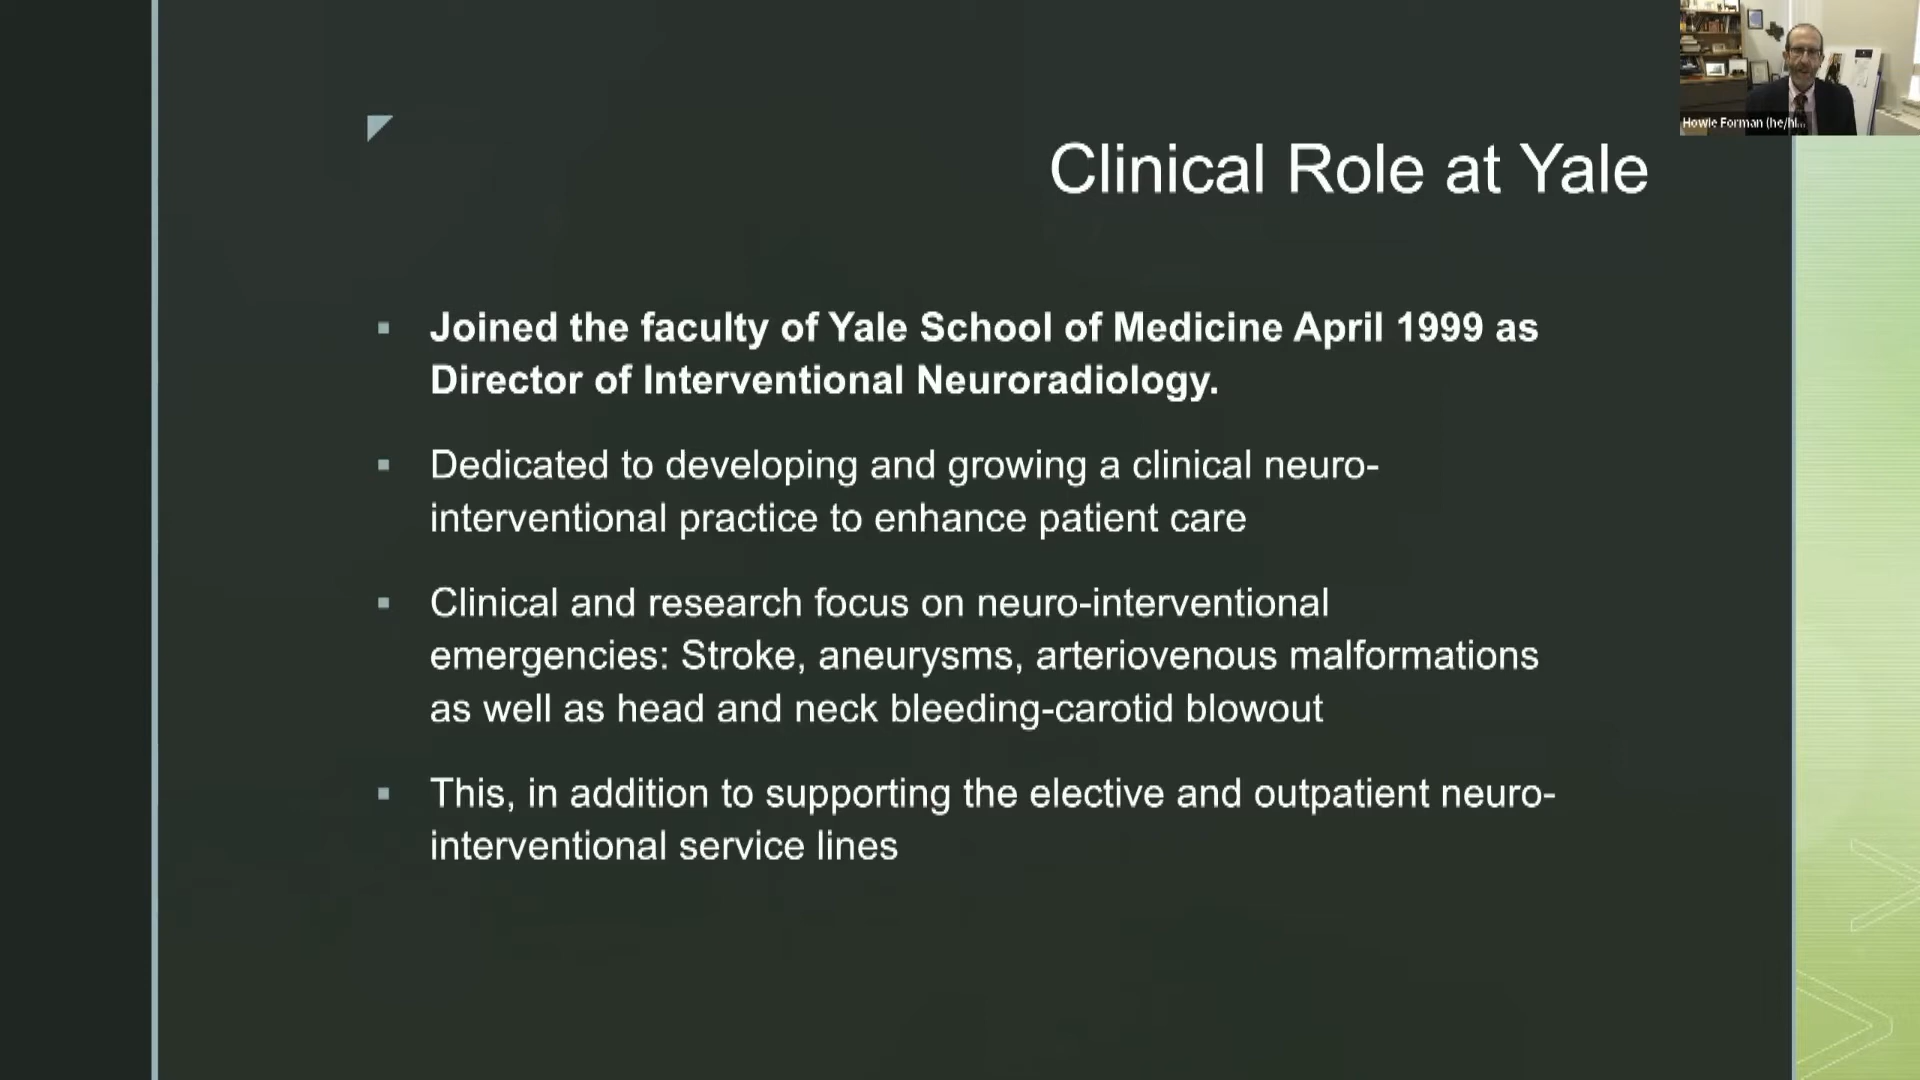 Howie Forman (he/hi...
Clinical Role at Yale
▪ Joined the faculty of Yale School of Medicine April 1999 as
Director of Interventional Neuroradiology.
▪ Dedicated to developing and growing a clinical neuro-
interventional practice to enhance patient care
▪ Clinical and research focus on neuro-interventional
emergencies: Stroke, aneurysms, arteriovenous malformations
as well as head and neck bleeding-carotid blowout
▪ This, in addition to supporting the elective and outpatient neuro-
interventional service lines